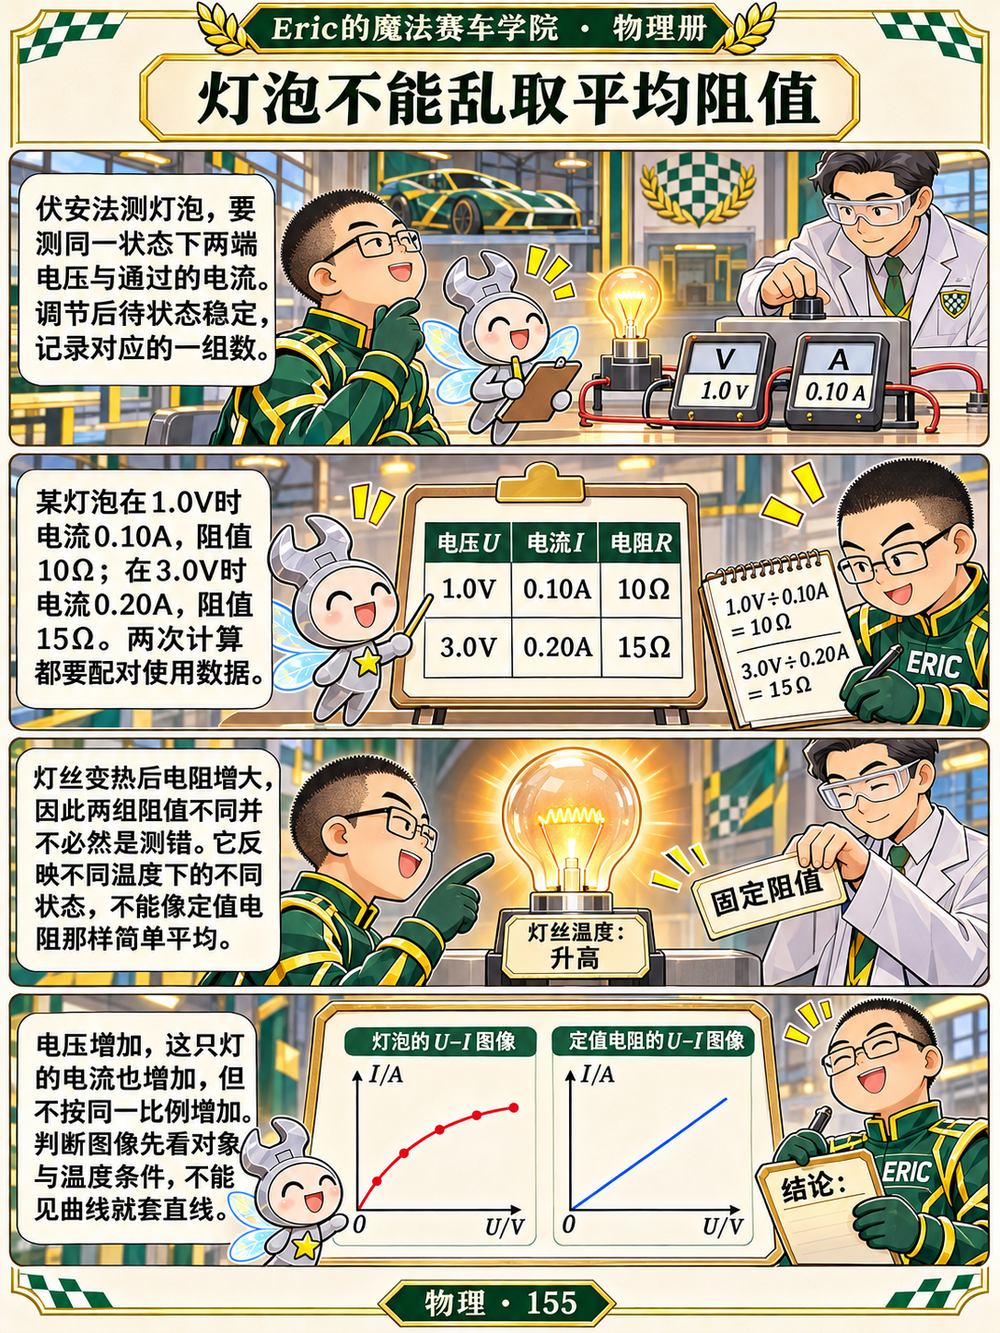 Eric的魔法赛车学院 · 物理册
灯泡不能乱取平均阻值
伏安法测灯泡，要
测同一状态下两端
电压与通过的电流。
调节后待状态稳定，
记录对应的一组数。
V
1.0 V
A
0.10 A
某灯泡在1.0V时
电流0.10A，阻值
10Ω；在3.0V时
电流0.20A，阻值
15Ω。两次计算
都要配对使用数据。
电压U 电流I 电阻R
1.0V 0.10A 10Ω
3.0V 0.20A 15Ω
1.0V÷0.10A
=10Ω
3.0V÷0.20A
=15Ω
ERIC
灯丝变热后电阻增大，
因此两组阻值不同并
不必然是测错。它反
映不同温度下的不同
状态，不能像定值电
阻那样简单平均。
灯丝温度：
升高
固定阻值
电压增加，这只灯
的电流也增加，但
不按同一比例增加。
判断图像先看对象
与温度条件，不能
见曲线就套直线。
灯泡的U-I图像
I/A
0
U/V
定值电阻的U-I图像
I/A
0
U/V
ERIC
结论：
物理 · 155